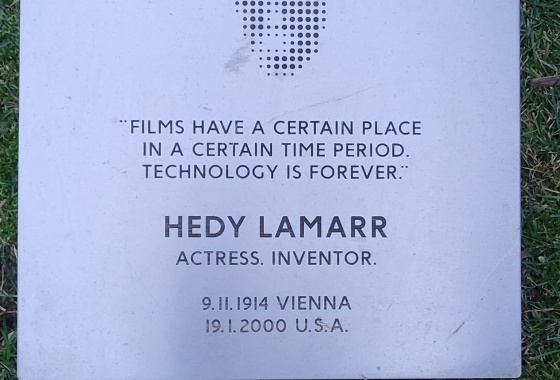 "FILMS HAVE A CERTAIN PLACE
IN A CERTAIN TIME PERIOD.
TECHNOLOGY IS FOREVER."
HEDY LAMARR
ACTRESS. INVENTOR.
9.11.1914 VIENNA
19.1.2000 U.S.A.